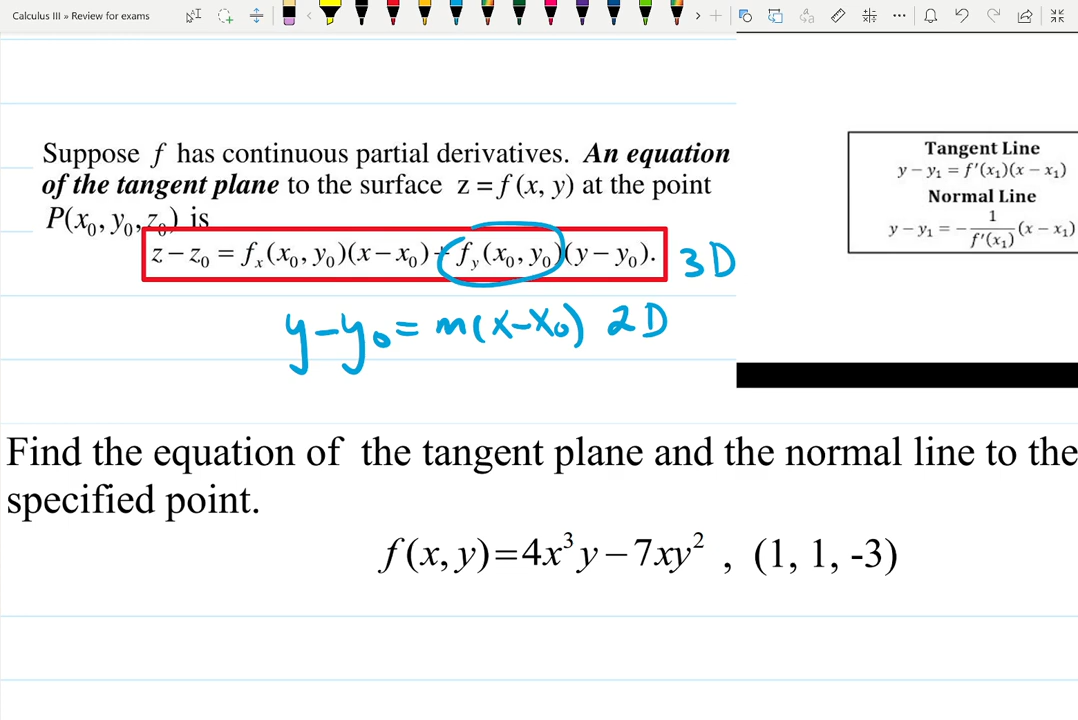 Calculus III » Review for exams
Suppose f has continuous partial derivatives. An equation
of the tangent plane to the surface z = f (x, y) at the point
P(x₀, y₀, z₀) is
z − z₀ = fₓ(x₀, y₀)(x − x₀) + f_y(x₀, y₀)(y − y₀). 3D
y − y₀ = m(x − x₀) 2D
Tangent Line
y − y₁ = f′(x₁)(x − x₁)
Normal Line
y − y₁ = − 1/f′(x₁) (x − x₁)
Find the equation of the tangent plane and the normal line to the
specified point.
f(x, y) = 4x³y − 7xy² , (1, 1, -3)